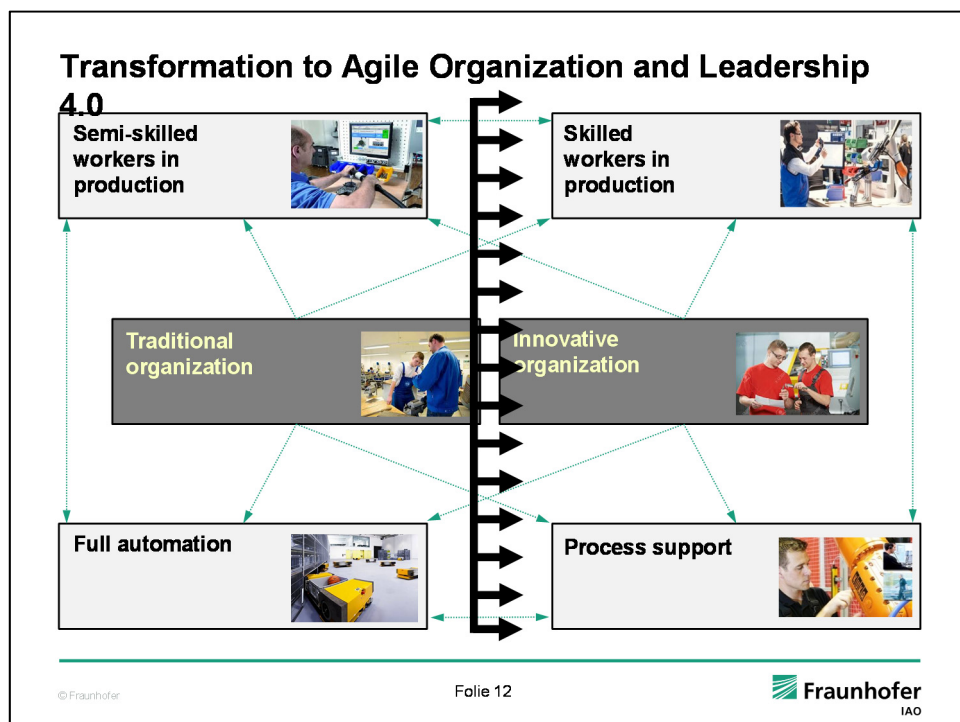 Transformation to Agile Organization and Leadership
4.0
Semi-skilled
workers in
production
Skilled
workers in
production
Traditional
organization
Innovative
organization
Full automation
Process support
© Fraunhofer
Folie 12
Fraunhofer
IAO